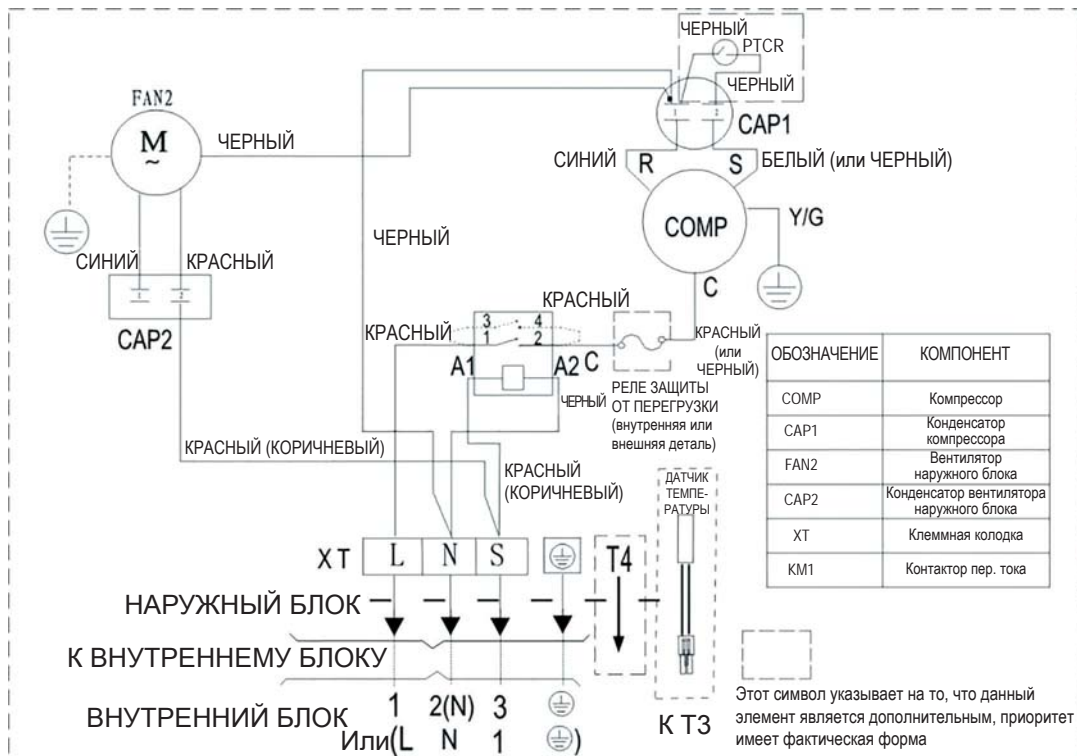 ЧЕРНЫЙ
PTCR
ЧЕРНЫЙ
FAN2
M
~
ЧЕРНЫЙ
1 2
CAP1
СИНИЙ
R
S
БЕЛЫЙ (или ЧЕРНЫЙ)
COMP
Y/G
C
ЧЕРНЫЙ
СИНИЙ
КРАСНЫЙ
1 2
CAP2
КРАСНЫЙ
КРАСНЫЙ
3 4
1 2
A1
A2
C
КРАСНЫЙ
(или
ЧЕРНЫЙ)
ЧЕРНЫЙ
РЕЛЕ ЗАЩИТЫ
ОТ ПЕРЕГРУЗКИ
(внутренняя или
внешняя деталь)
КРАСНЫЙ (КОРИЧНЕВЫЙ)
КРАСНЫЙ
(КОРИЧНЕВЫЙ)
ОБОЗНАЧЕНИЕ КОМПОНЕНТ
COMP Компрессор
CAP1 Конденсатор
компрессора
FAN2 Вентилятор
наружного блока
CAP2 Конденсатор вентилятора
наружного блока
XT Клеммная колодка
KM1 Контактор пер. тока
ДАТЧИК
ТЕМПЕ-
РАТУРЫ
XT L N S
T4
НАРУЖНЫЙ БЛОК
К ВНУТРЕННЕМУ БЛОКУ
ВНУТРЕННИЙ БЛОК 1 2(N) 3
Или(L N 1 )
К T3
Этот символ указывает на то, что данный
элемент является дополнительным, приоритет
имеет фактическая форма